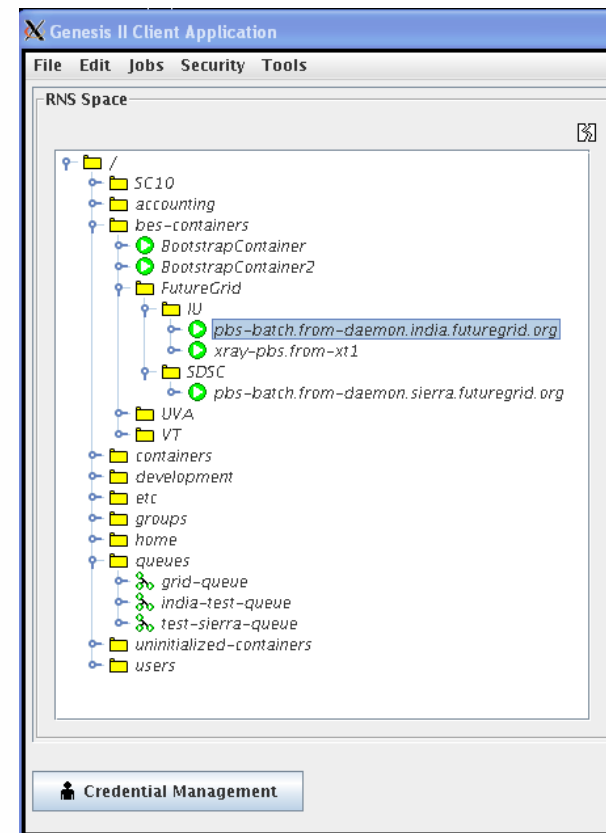 Genesis II Client Application
File Edit Jobs Security Tools
RNS Space
/
SC10
accounting
bes-containers
BootstrapContainer
BootstrapContainer2
FutureGrid
IU
pbs-batch.from-daemon.india.futuregrid.org
xray-pbs.from-xt1
SDSC
pbs-batch.from-daemon.sierra.futuregrid.org
UVA
VT
containers
development
etc
groups
home
queues
grid-queue
india-test-queue
test-sierra-queue
uninitialized-containers
users
Credential Management